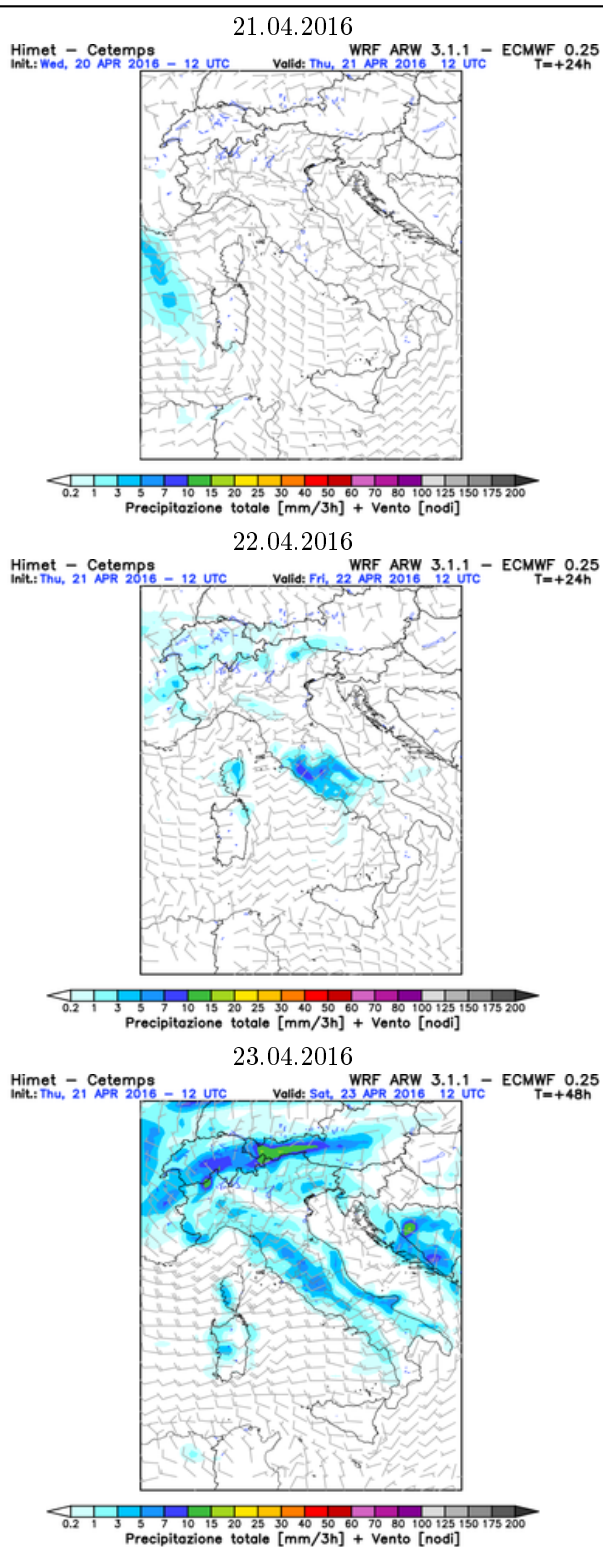 21.04.2016
Himet − Cetemps WRF ARW 3.1.1 − ECMWF 0.25
Init.: Wed, 20 APR 2016 − 12 UTC Valid: Thu, 21 APR 2016 12 UTC T=+24h
0.2 1 3 5 7 10 15 20 25 30 40 50 60 70 80 100 125 150 175 200
Precipitazione totale [mm/3h] + Vento [nodi]
22.04.2016
Himet − Cetemps WRF ARW 3.1.1 − ECMWF 0.25
Init.: Thu, 21 APR 2016 − 12 UTC Valid: Fri, 22 APR 2016 12 UTC T=+24h
0.2 1 3 5 7 10 15 20 25 30 40 50 60 70 80 100 125 150 175 200
Precipitazione totale [mm/3h] + Vento [nodi]
23.04.2016
Himet − Cetemps WRF ARW 3.1.1 − ECMWF 0.25
Init.: Thu, 21 APR 2016 − 12 UTC Valid: Sat, 23 APR 2016 12 UTC T=+48h
0.2 1 3 5 7 10 15 20 25 30 40 50 60 70 80 100 125 150 175 200
Precipitazione totale [mm/3h] + Vento [nodi]